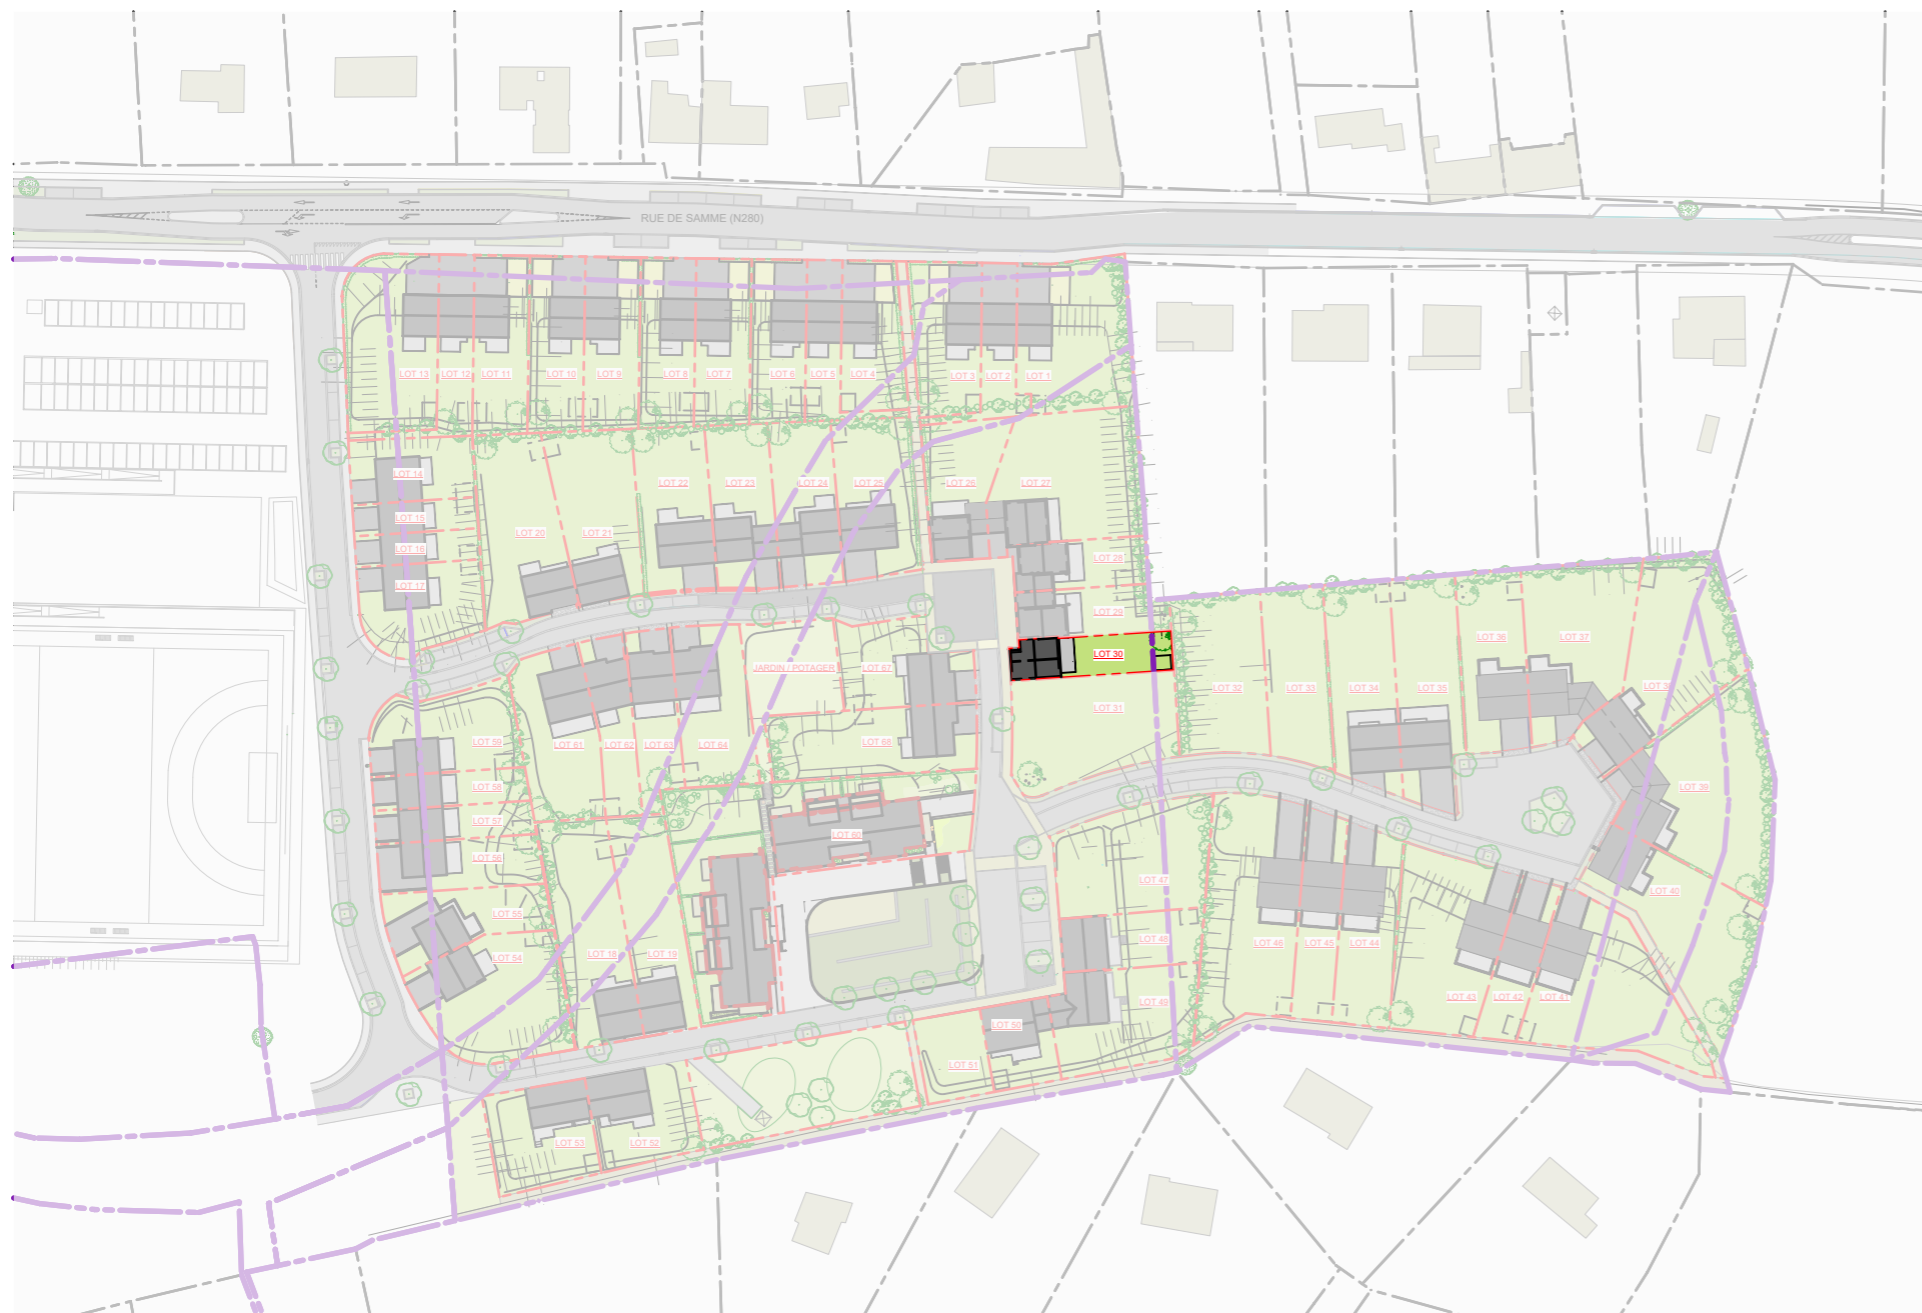 RUE DE SAMME (N280)
LOT 13
LOT 12
LOT 11
LOT 10
LOT 9
LOT 8
LOT 7
LOT 6
LOT 5
LOT 4
LOT 3
LOT 2
LOT 1
LOT 14
LOT 22
LOT 23
LOT 24
LOT 25
LOT 26
LOT 27
LOT 15
LOT 20
LOT 21
LOT 16
LOT 28
LOT 17
LOT 29
LOT 36
LOT 37
LOT 30
JARDIN / POTAGER
LOT 67
LOT 32
LOT 33
LOT 34
LOT 35
LOT 31
LOT 59
LOT 61
LOT 62
LOT 63
LOT 64
LOT 58
LOT 39
LOT 57
LOT 60
LOT 56
LOT 47
LOT 40
LOT 55
LOT 48
LOT 46
LOT 45
LOT 44
LOT 54
LOT 18
LOT 19
LOT 49
LOT 43
LOT 42
LOT 41
LOT 50
LOT 51
LOT 53
LOT 52